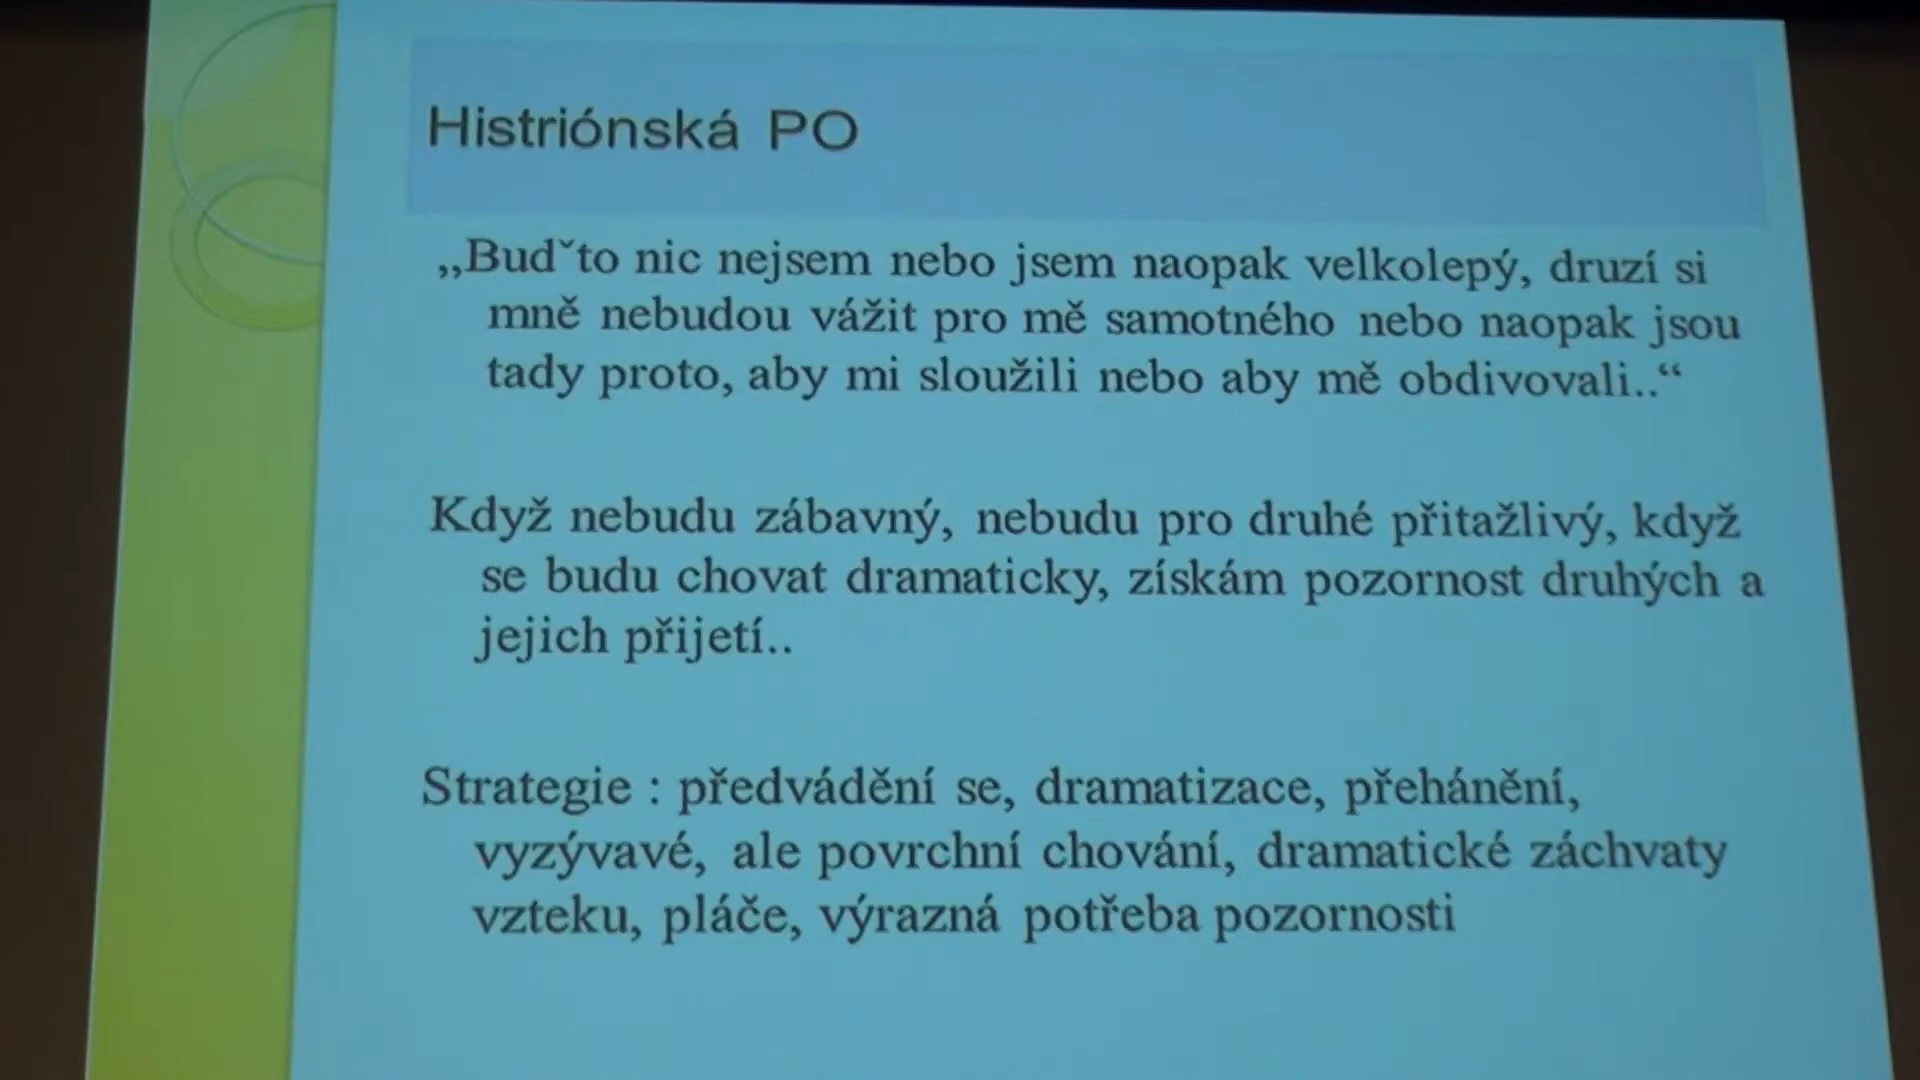 Histriónská PO
„Budˇto nic nejsem nebo jsem naopak velkolepý, druzí si
mně nebudou vážit pro mě samotného nebo naopak jsou
tady proto, aby mi sloužili nebo aby mě obdivovali..“
Když nebudu zábavný, nebudu pro druhé přitažlivý, když
se budu chovat dramaticky, získám pozornost druhých a
jejich přijetí..
Strategie : předvádění se, dramatizace, přehánění,
vyzývavé, ale povrchní chování, dramatické záchvaty
vzteku, pláče, výrazná potřeba pozornosti